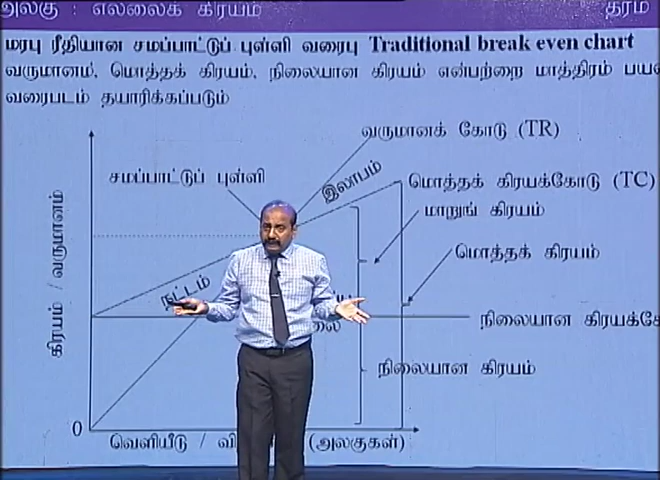 அலகு : எல்லைக் கிரயம்
தரம்
மரபு ரீதியான சமப்பாட்டுப் புள்ளி வரைபு Traditional break even chart
வருமானம், மொத்தக் கிரயம், நிலையான கிரயம் என்பற்றை மாத்திரம்
வரைபடம் தயாரிக்கப்படும்
வருமானக் கோடு (TR)
சமப்பாட்டுப் புள்ளி
இலாபம்
மொத்தக் கிரயக்கோடு (TC)
மாறுங் கிரயம்
கிரயம் / வருமானம்
மொத்தக் கிரயம்
நட்டம்
நிலையான
நிலையான கிரயம்
0
வெளியீடு / (அலகுகள்)